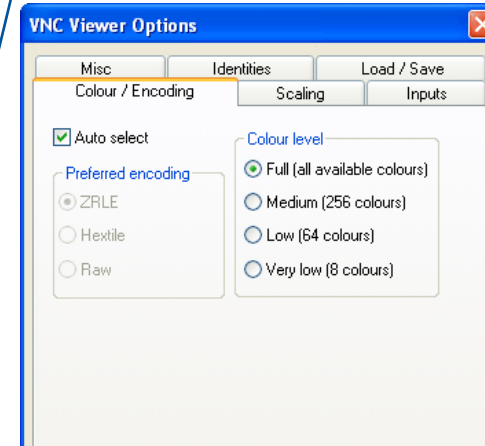 VNC Viewer Options
Misc Identities Load / Save
Colour / Encoding Scaling Inputs
Auto select
Preferred encoding
ZRLE
Hextile
Raw
Colour level
Full (all available colours)
Medium (256 colours)
Low (64 colours)
Very low (8 colours)